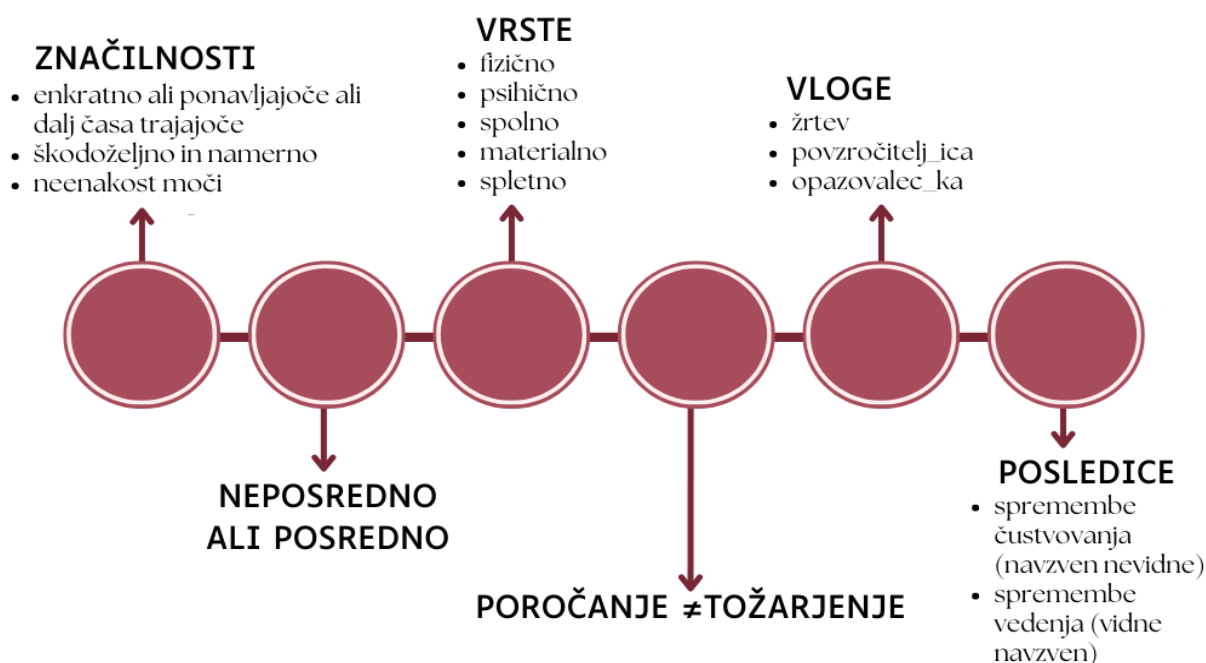 ZNAČILNOSTI
• enkratno ali ponavljajoče ali
dalj časa trajajoče
• škodoželjno in namerno
• neenakost moči
NEPOSREDNO
ALI POSREDNO
VRSTE
• fizično
• psihično
• spolno
• materialno
• spletno
POROČANJE ≠TOŽARJENJE
VLOGE
• žrtev
• povzročitelj_ica
• opazovalec_ka
POSLEDICE
• spremembe
čustvovanja
(navzven nevidne)
• spremembe
vedenja (vidne
navzven)